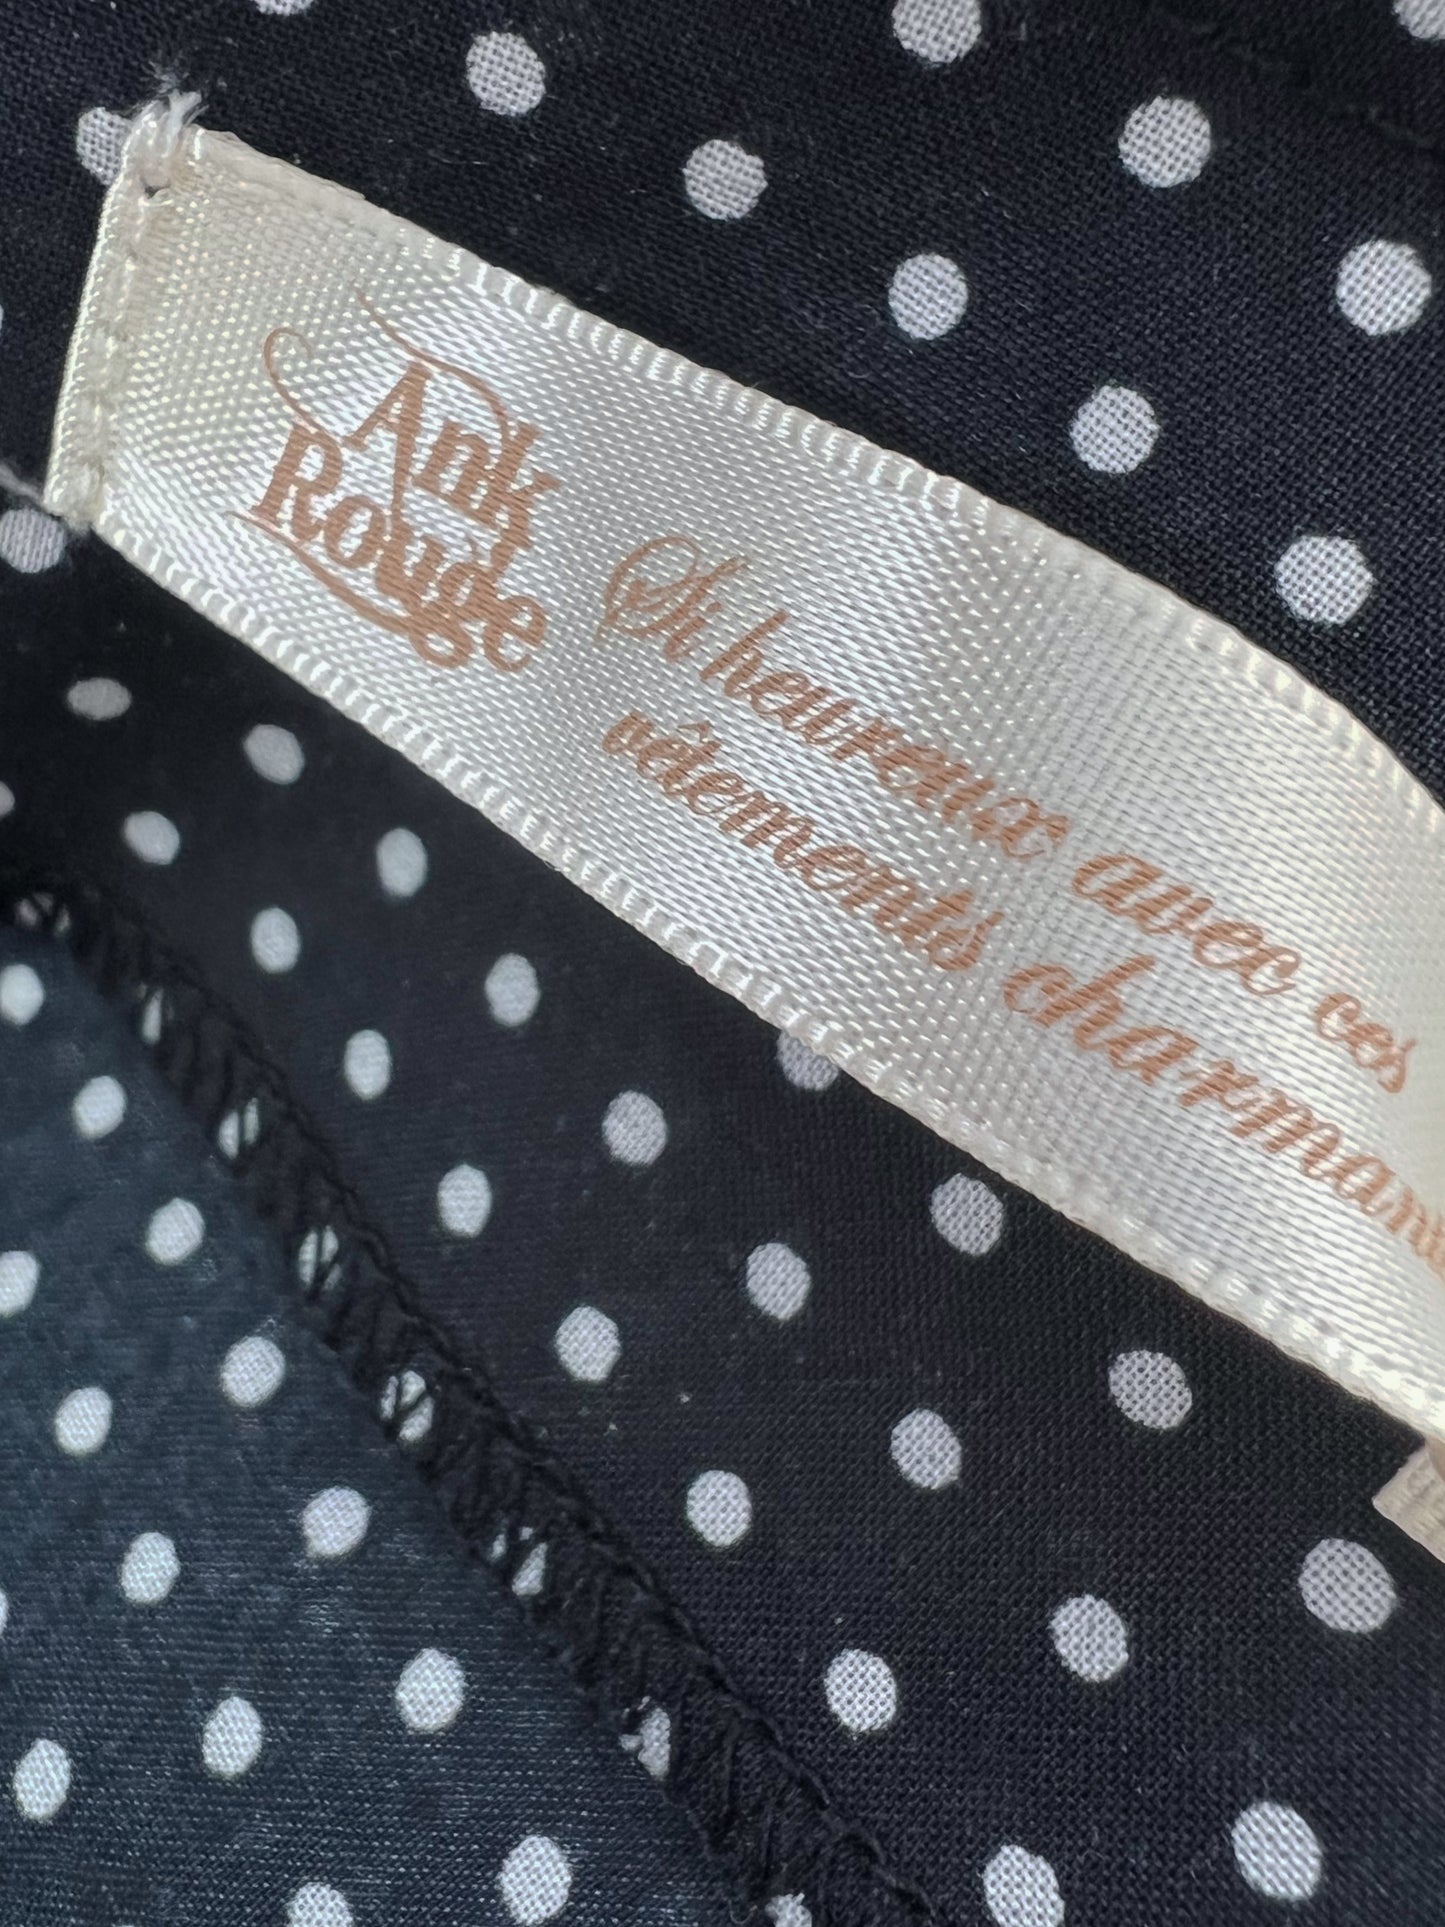 Ank
Rouge
Si heureux avec ces
vêtements charmant